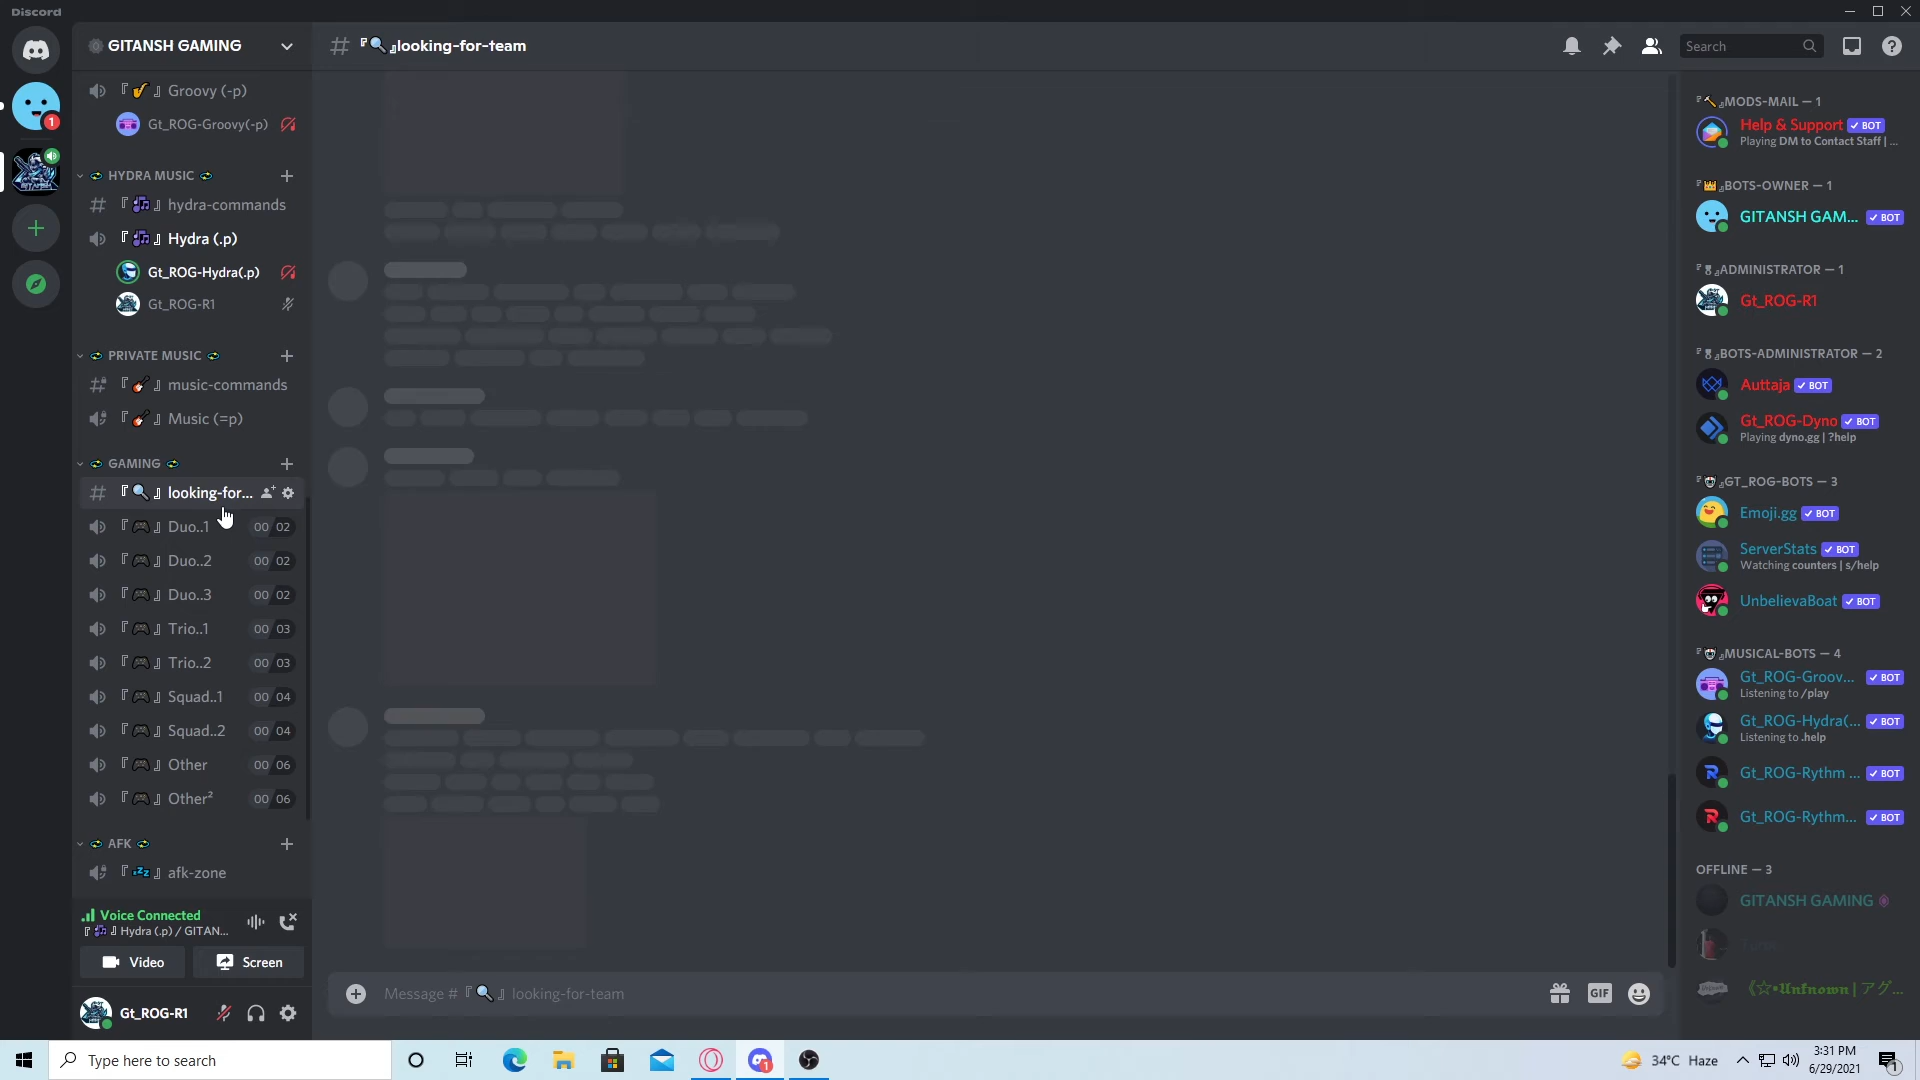 Discord
GITANSH GAMING
『🎷』Groovy (-p)
Gt_ROG-Groovy(-p)
HYDRA MUSIC
『🎶』hydra-commands
『🎶』Hydra (.p)
Gt_ROG-Hydra(.p)
Gt_ROG-R1
PRIVATE MUSIC
『🎸』music-commands
『🎸』Music (=p)
GAMING
『🔍』looking-for...
『🎮』Duo..1 00 02
『🎮』Duo..2 00 02
『🎮』Duo..3 00 02
『🎮』Trio..1 00 03
『🎮』Trio..2 00 03
『🎮』Squad..1 00 04
『🎮』Squad..2 00 04
『🎮』Other 00 06
『🎮』Other² 00 06
AFK
『💤』afk-zone
Voice Connected
『🎶』Hydra (.p) / GITAN...
Video Screen
Gt_ROG-R1
# 『🔍』looking-for-team
Search
Message #『🔍』looking-for-team
GIF
『🔨』MODS-MAIL — 1
Help & Support ✓ BOT
Playing DM to Contact Staff | ...
『👑』BOTS-OWNER — 1
GITANSH GAM... ✓ BOT
ADMINISTRATOR — 1
Gt_ROG-R1
BOTS-ADMINISTRATOR — 2
Auttaja ✓ BOT
Gt_ROG-Dyno ✓ BOT
Playing dyno.gg | ?help
GT_ROG-BOTS — 3
Emoji.gg ✓ BOT
ServerStats ✓ BOT
Watching counters | s/help
UnbelievaBoat ✓ BOT
MUSICAL-BOTS — 4
Gt_ROG-Groov... ✓ BOT
Listening to /play
Gt_ROG-Hydra(... ✓ BOT
Listening to .help
Gt_ROG-Rythm ... ✓ BOT
Gt_ROG-Rythm... ✓ BOT
OFFLINE — 3
GITANSH GAMING
《☆•𝖀𝖓𝖋𝖓𝖔𝖜𝖓 | アグ...
Type here to search
34°C Haze
3:31 PM
6/29/2021